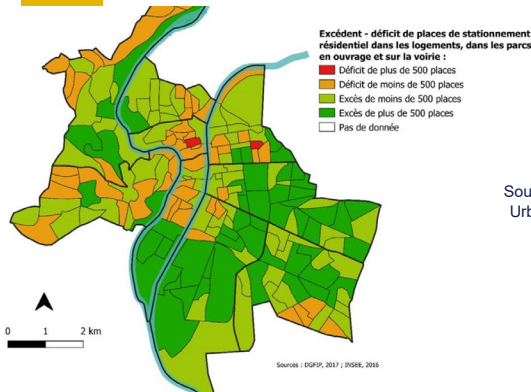 Excédent - déficit de places de stationnement
résidentiel dans les logements, dans les parcs
en ouvrage et sur la voirie :
Déficit de plus de 500 places
Déficit de moins de 500 places
Excès de moins de 500 places
Excès de plus de 500 places
Pas de donnée
0 1 2 km
Sources : DGFIP, 2017 ; INSEE, 2016